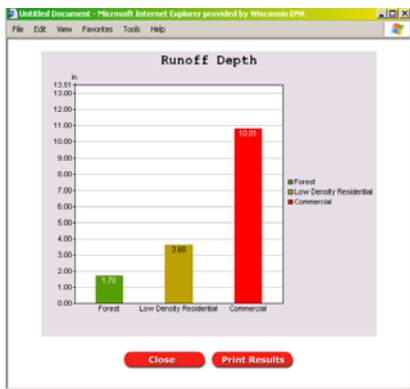 Untitled Document - Microsoft Internet Explorer provided by Wisconsin DNR
File Edit View Favorites Tools Help
Runoff Depth
in
13.51
13.00
12.00
11.00
10.00
9.00
8.00
7.00
6.00
5.00
4.00
3.00
2.00
1.00
0.00
1.70
3.60
10.81
Forest
Low Density Residential
Commercial
Forest Low Density Residential Commercial
Close Print Results